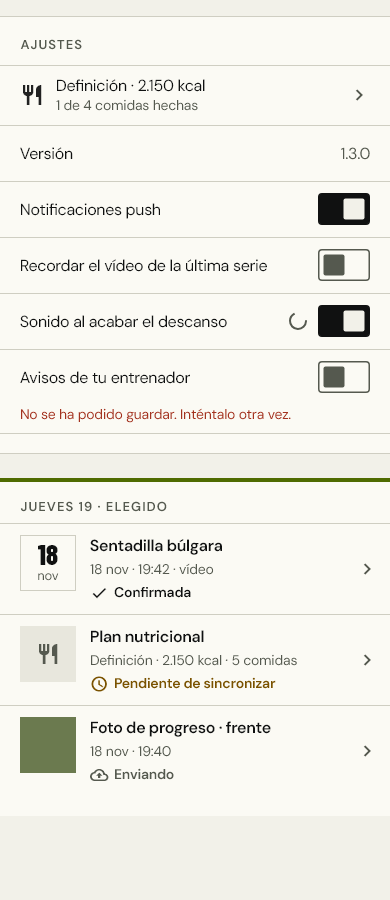 AJUSTES
Definición · 2.150 kcal
1 de 4 comidas hechas
Versión
1.3.0
Notificaciones push
Recordar el vídeo de la última serie
Sonido al acabar el descanso
Avisos de tu entrenador
No se ha podido guardar. Inténtalo otra vez.
JUEVES 19 · ELEGIDO
18
nov
Sentadilla búlgara
18 nov · 19:42 · vídeo
Confirmada
Plan nutricional
Definición · 2.150 kcal · 5 comidas
Pendiente de sincronizar
Foto de progreso · frente
18 nov · 19:40
Enviando